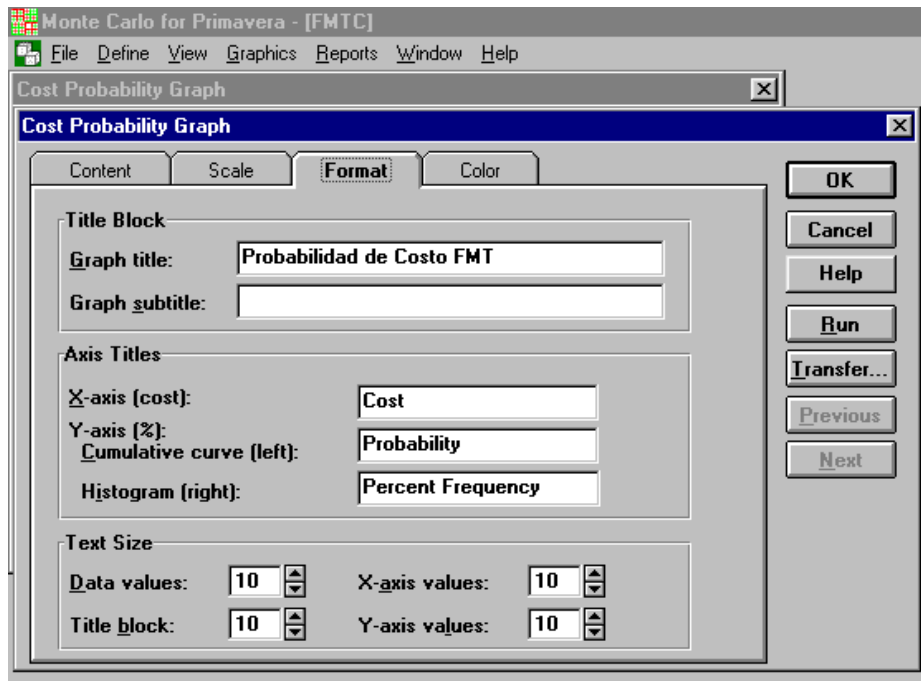 Monte Carlo for Primavera - [FMTC]
File Define View Graphics Reports Window Help
Cost Probability Graph
Cost Probability Graph
Content Scale Format Color
OK
Cancel
Help
Run
Transfer...
Previous
Next
Title Block
Graph title: Probabilidad de Costo FMT
Graph subtitle:
Axis Titles
X-axis (cost): Cost
Y-axis (%):
Cumulative curve (left): Probability
Histogram (right): Percent Frequency
Text Size
Data values: 10 X-axis values: 10
Title block: 10 Y-axis values: 10